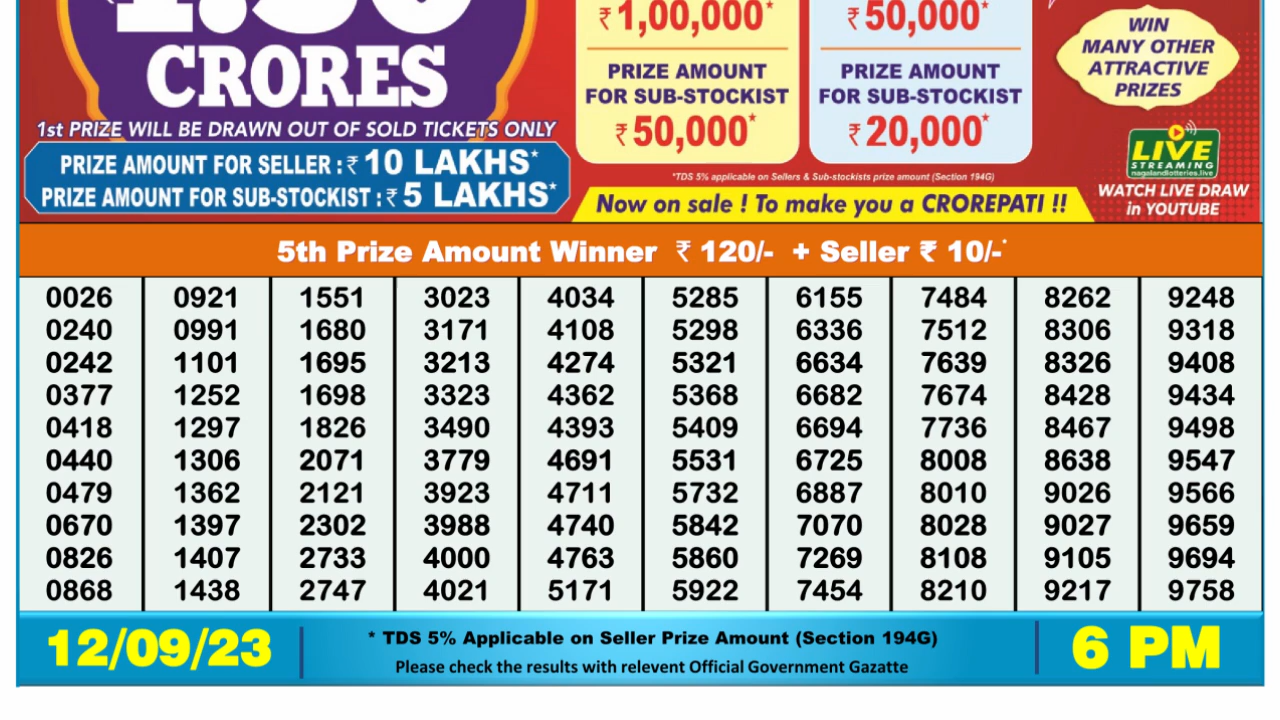 CRORES
1st PRIZE WILL BE DRAWN OUT OF SOLD TICKETS ONLY
PRIZE AMOUNT FOR SELLER : ₹ 10 LAKHS*
PRIZE AMOUNT FOR SUB-STOCKIST : ₹ 5 LAKHS*
₹ 1,00,000*
PRIZE AMOUNT
FOR SUB-STOCKIST
₹ 50,000*
₹ 50,000*
PRIZE AMOUNT
FOR SUB-STOCKIST
₹ 20,000*
*TDS 5% applicable on Sellers & Sub-stockists prize amount (Section 194G)
Now on sale ! To make you a CROREPATI !!
WIN
MANY OTHER
ATTRACTIVE
PRIZES
LIVE
STREAMING
nagalandlotteries.live
WATCH LIVE DRAW
in YOUTUBE
5th Prize Amount Winner ₹ 120/- + Seller ₹ 10/-*
0026 0921 1551 3023 4034 5285 6155 7484 8262 9248
0240 0991 1680 3171 4108 5298 6336 7512 8306 9318
0242 1101 1695 3213 4274 5321 6634 7639 8326 9408
0377 1252 1698 3323 4362 5368 6682 7674 8428 9434
0418 1297 1826 3490 4393 5409 6694 7736 8467 9498
0440 1306 2071 3779 4691 5531 6725 8008 8638 9547
0479 1362 2121 3923 4711 5732 6887 8010 9026 9566
0670 1397 2302 3988 4740 5842 7070 8028 9027 9659
0826 1407 2733 4000 4763 5860 7269 8108 9105 9694
0868 1438 2747 4021 5171 5922 7454 8210 9217 9758
12/09/23
* TDS 5% Applicable on Seller Prize Amount (Section 194G)
Please check the results with relevent Official Government Gazatte
6 PM